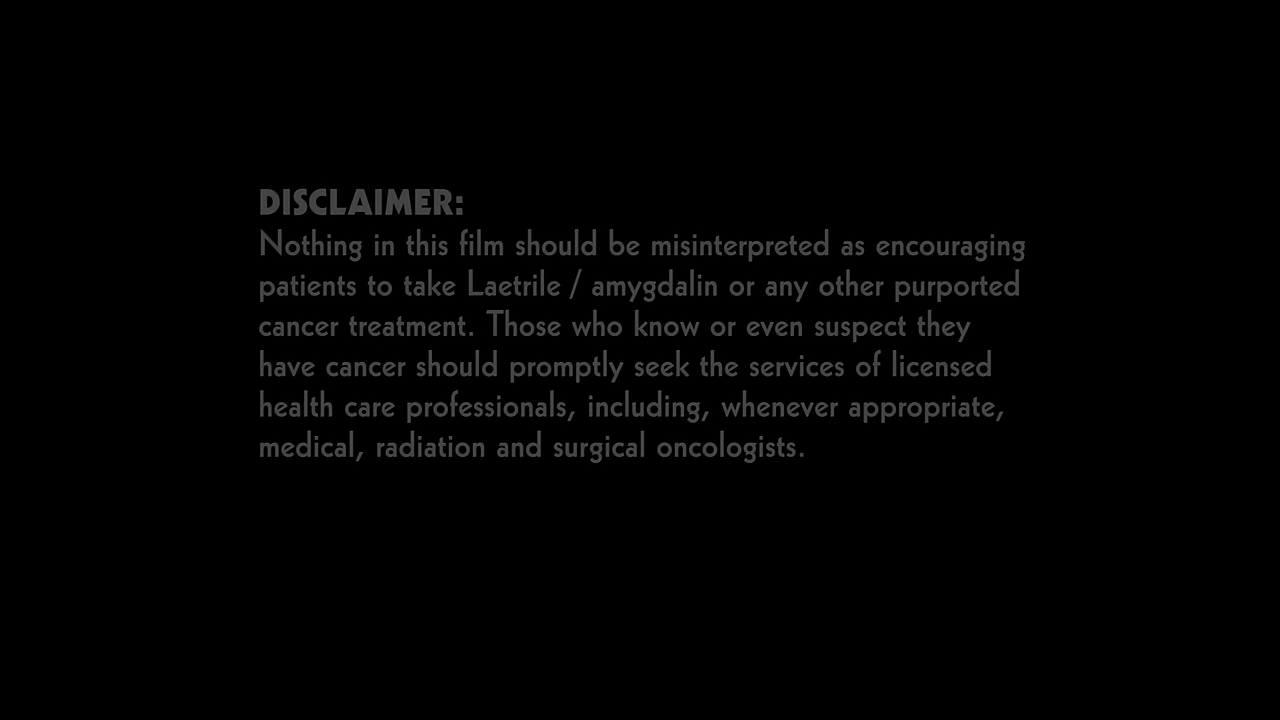 DISCLAIMER:
Nothing in this film should be misinterpreted as encouraging
patients to take Laetrile / amygdalin or any other purported
cancer treatment. Those who know or even suspect they
have cancer should promptly seek the services of licensed
health care professionals, including, whenever appropriate,
medical, radiation and surgical oncologists.